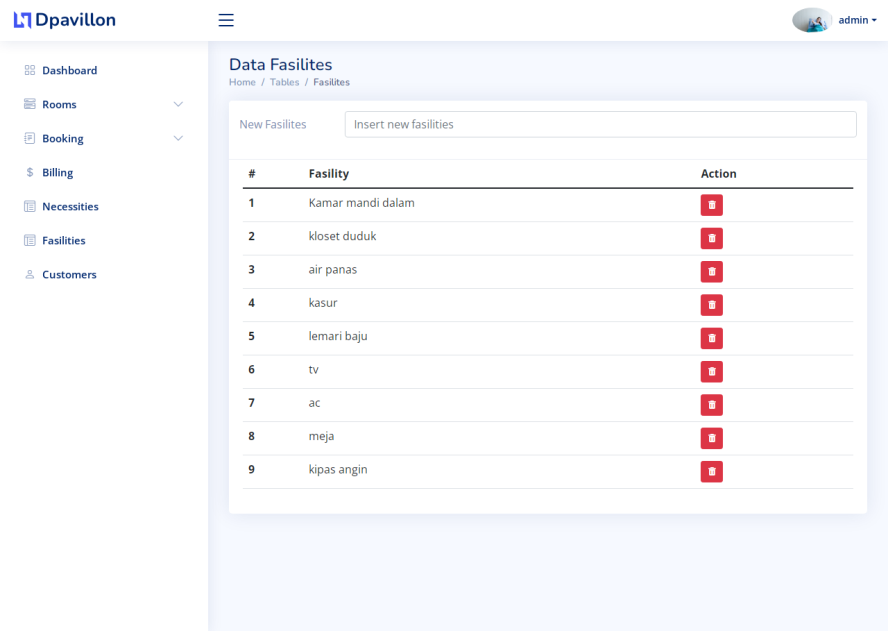 Dpavillon
admin
Dashboard
Rooms
Booking
Billing
Necessities
Fasilities
Customers
Data Fasilites
Home / Tables / Fasilites
New Fasilites Insert new fasilities
# Fasility Action
1 Kamar mandi dalam
2 kloset duduk
3 air panas
4 kasur
5 lemari baju
6 tv
7 ac
8 meja
9 kipas angin